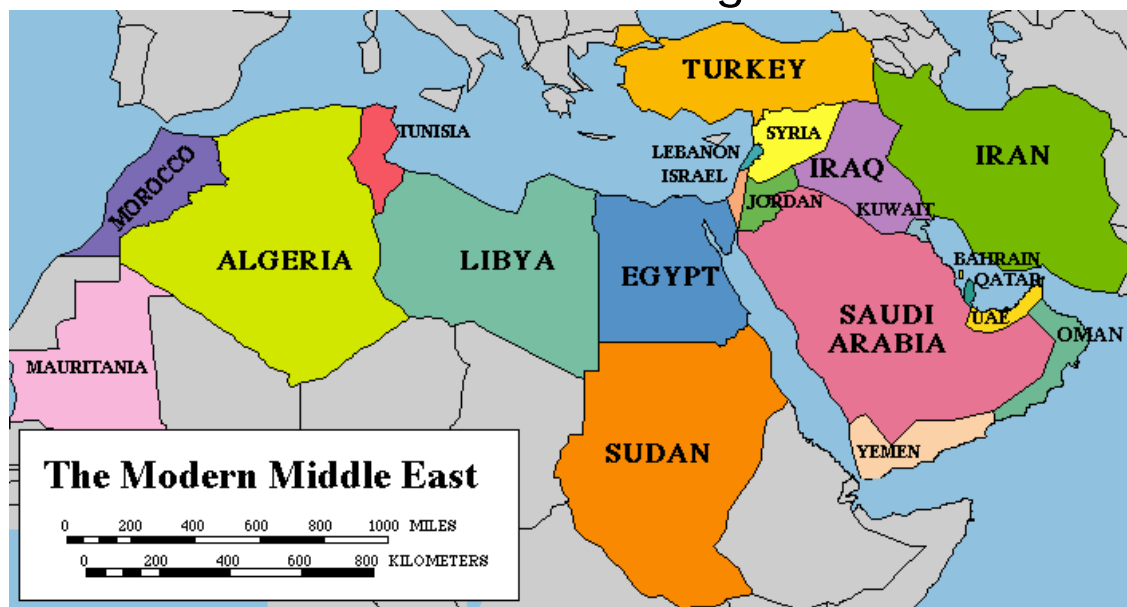 TURKEY
TUNISIA
SYRIA
MOROCCO
LEBANON
ISRAEL
IRAQ
IRAN
JORDAN
KUWAIT
ALGERIA
LIBYA
EGYPT
BAHRAIN
QATAR
SAUDI
ARABIA
UAE
OMAN
MAURITANIA
SUDAN
YEMEN
The Modern Middle East
0 200 400 600 800 1000 MILES
0 200 400 600 800 KILOMETERS